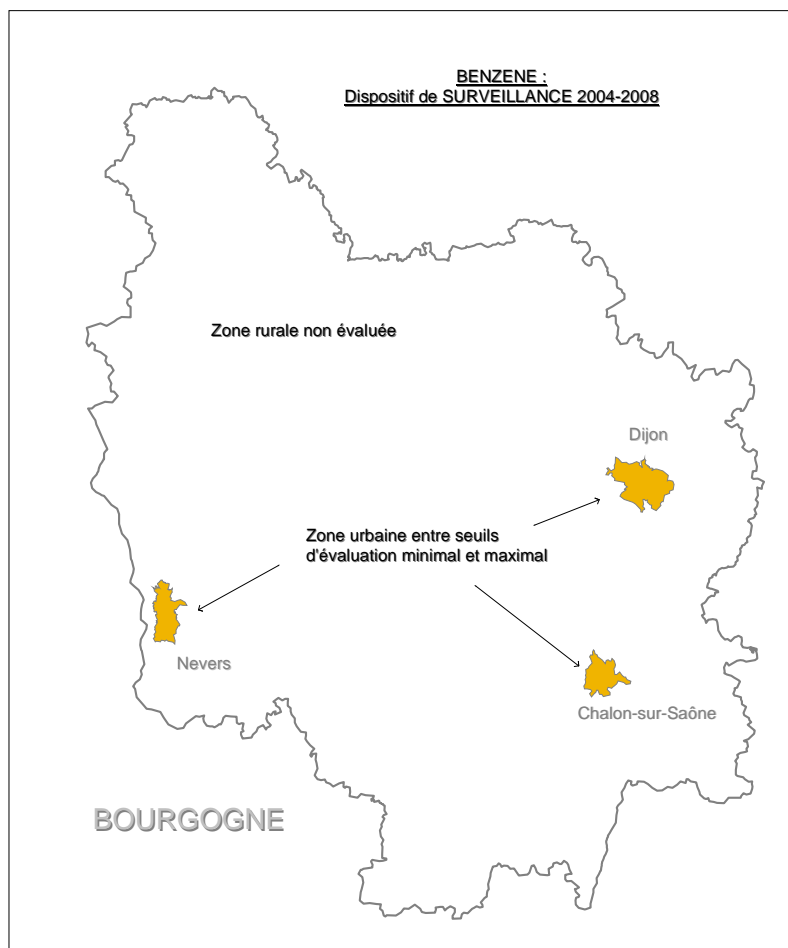 BENZENE :
Dispositif de SURVEILLANCE 2004-2008
Zone rurale non évaluée
Dijon
Zone urbaine entre seuils
d'évaluation minimal et maximal
Nevers
Chalon-sur-Saône
BOURGOGNE